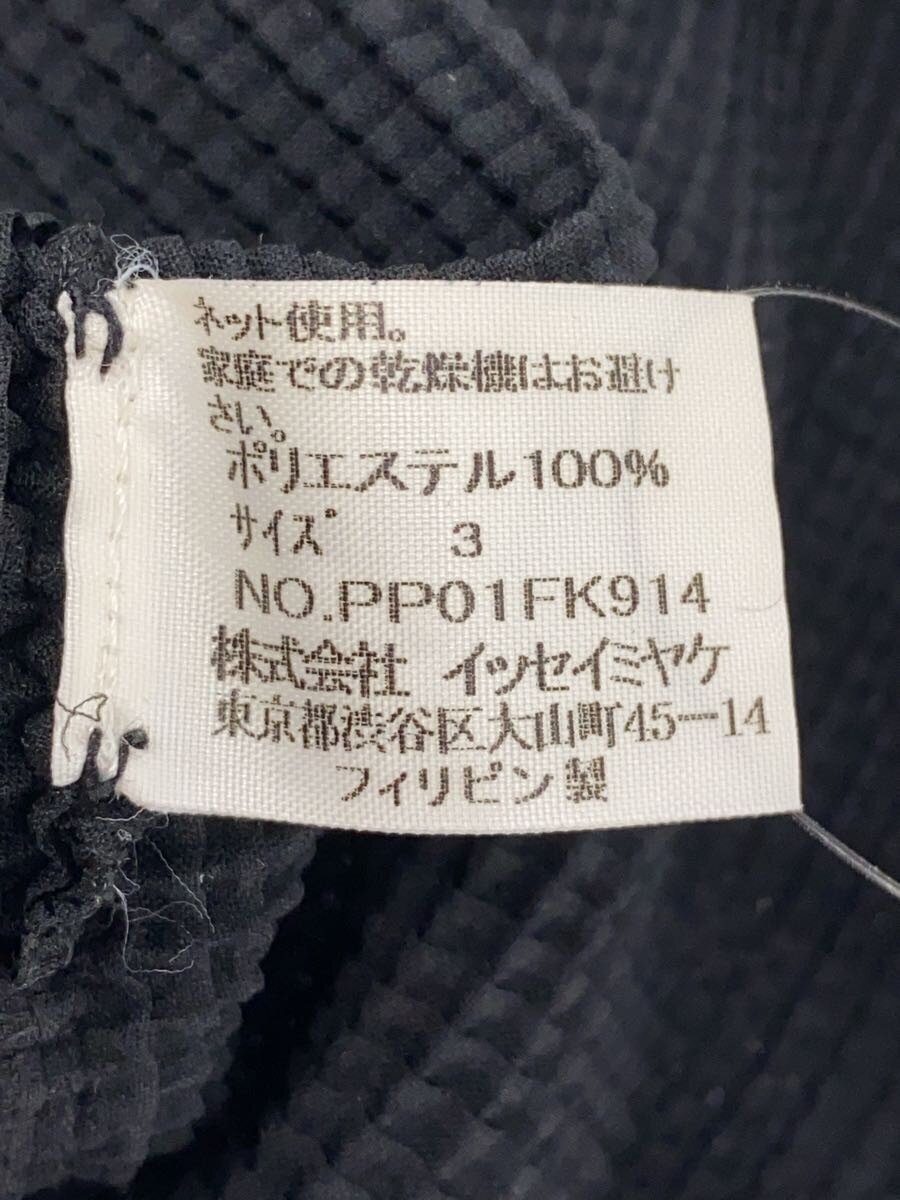 ネット使用。
家庭での乾燥機はお避け
さい。
ポリエステル100%
サイズ 3
NO.PP01FK914
株式会社 イッセイミヤケ
東京都渋谷区大山町45-14
フィリピン製